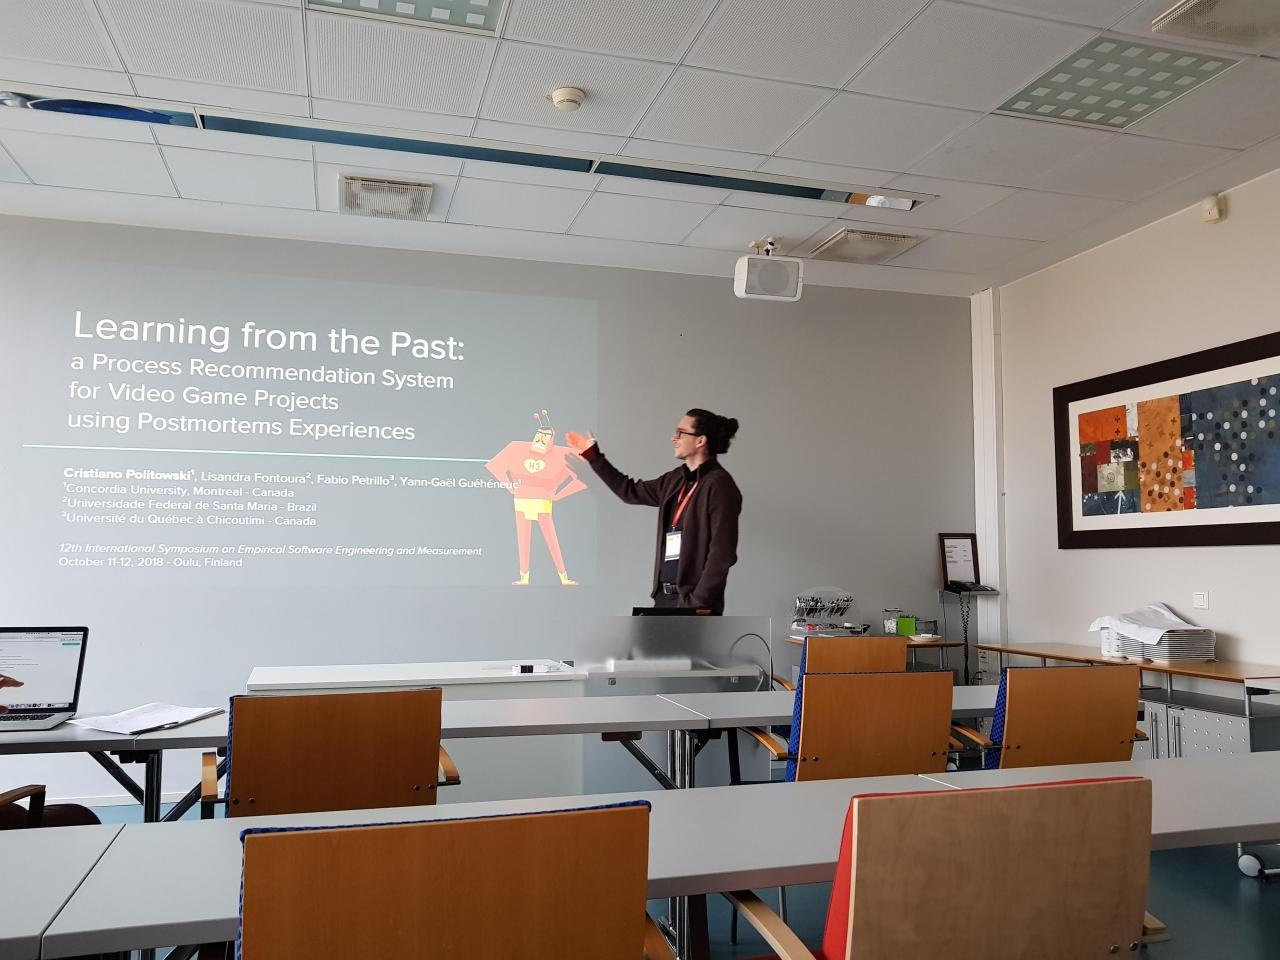 Learning from the Past:
a Process Recommendation System
for Video Game Projects
using Postmortems Experiences
Cristiano Politowski¹, Lisandra Fontoura², Fabio Petrillo³, Yann-Gaël Guéhéneuc¹
¹Concordia University, Montreal - Canada
²Universidade Federal de Santa Maria - Brazil
³Université du Québec à Chicoutimi - Canada
12th International Symposium on Empirical Software Engineering and Measurement
October 11-12, 2018 - Oulu, Finland
CH